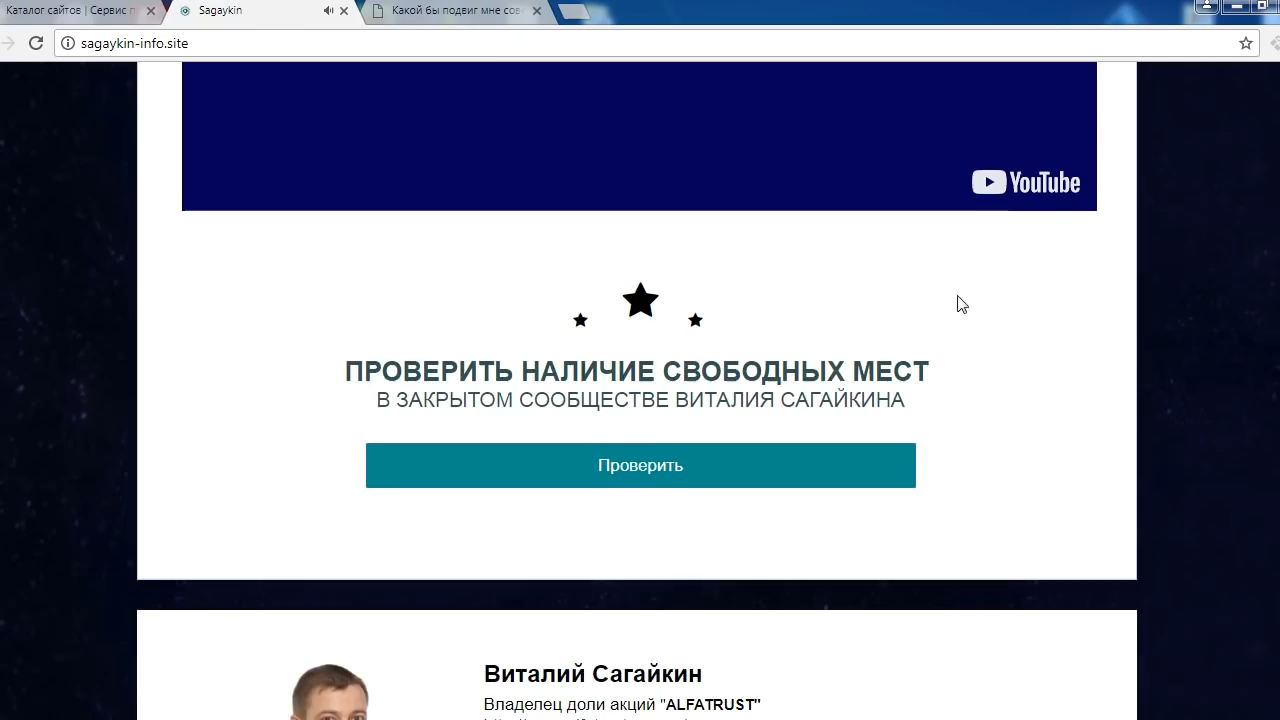 Каталог сайтов | Сервис п
Sagaykin
Какой бы подвиг мне сов
sagaykin-info.site
YouTube
ПРОВЕРИТЬ НАЛИЧИЕ СВОБОДНЫХ МЕСТ
В ЗАКРЫТОМ СООБЩЕСТВЕ ВИТАЛИЯ САГАЙКИНА
Проверить
Виталий Сагайкин
Владелец доли акций "ALFATRUST"